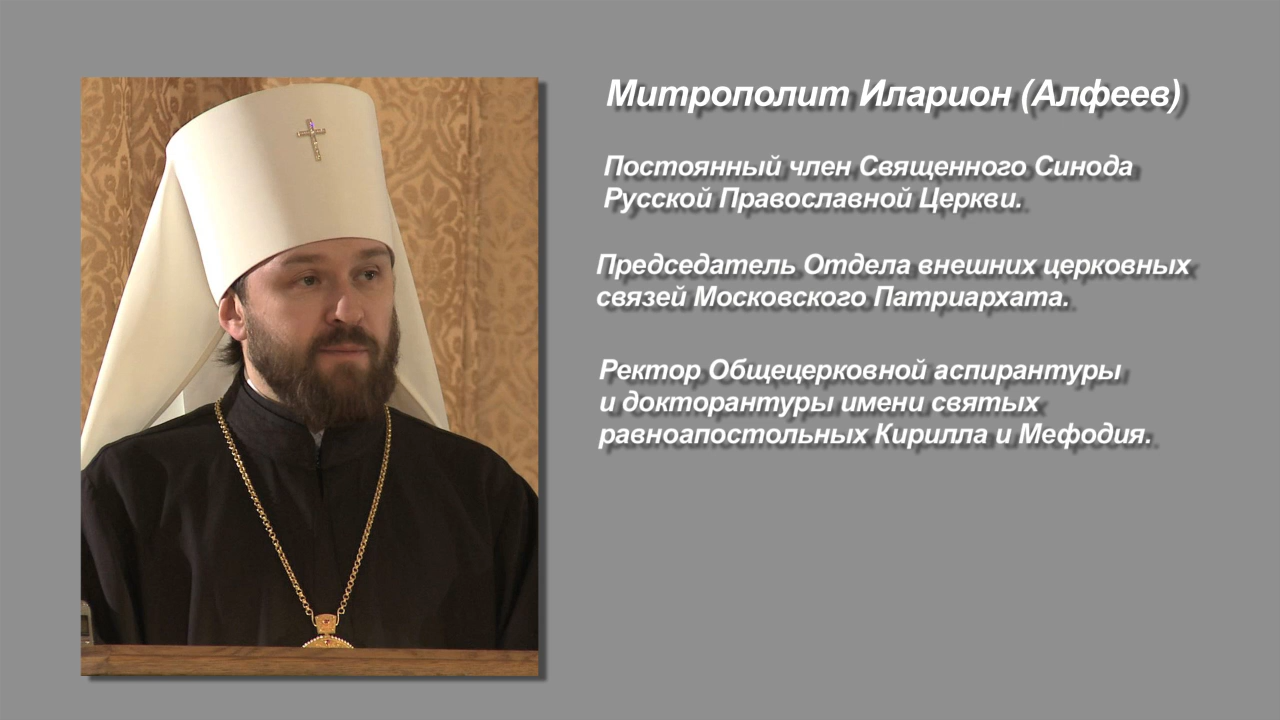 Митрополит Иларион (Алфеев)
Постоянный член Священного Синода
Русской Православной Церкви.
Председатель Отдела внешних церковных
связей Московского Патриархата.
Ректор Общецерковной аспирантуры
и докторантуры имени святых
равноапостольных Кирилла и Мефодия.